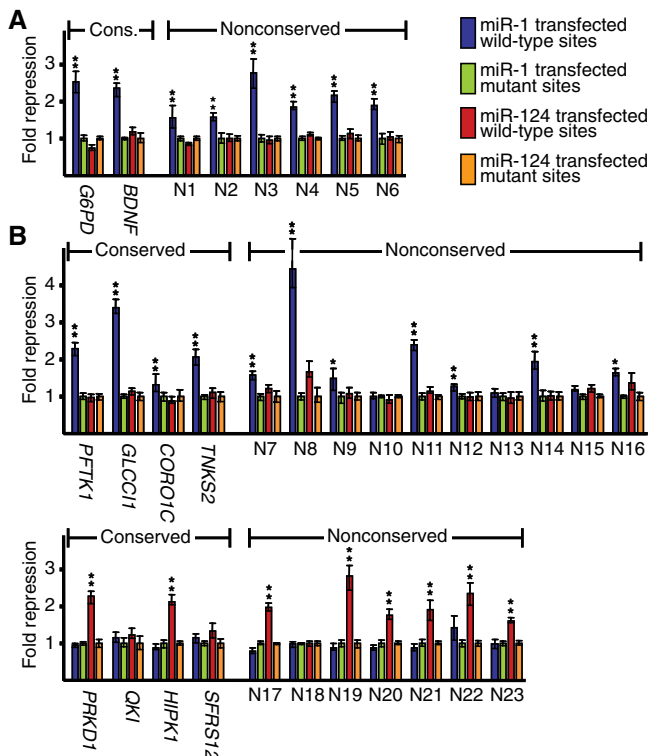 A
Cons.
Nonconserved
Fold repression
3
2
1
** ** ** ** ** ** ** **
G6PD BDNF N1 N2 N3 N4 N5 N6
miR-1 transfected
wild-type sites
miR-1 transfected
mutant sites
miR-124 transfected
wild-type sites
miR-124 transfected
mutant sites
B
Conserved
Nonconserved
Fold repression
4
3
2
1
** ** ** ** ** ** * ** ** ** *
PFTK1 GLCCI1 CORO1C TNKS2 N7 N8 N9 N10 N11 N12 N13 N14 N15 N16
Conserved
Nonconserved
Fold repression
3
2
1
** ** ** ** ** ** ** **
PRKD1 QKI HIPK1 SFRS12 N17 N18 N19 N20 N21 N22 N23